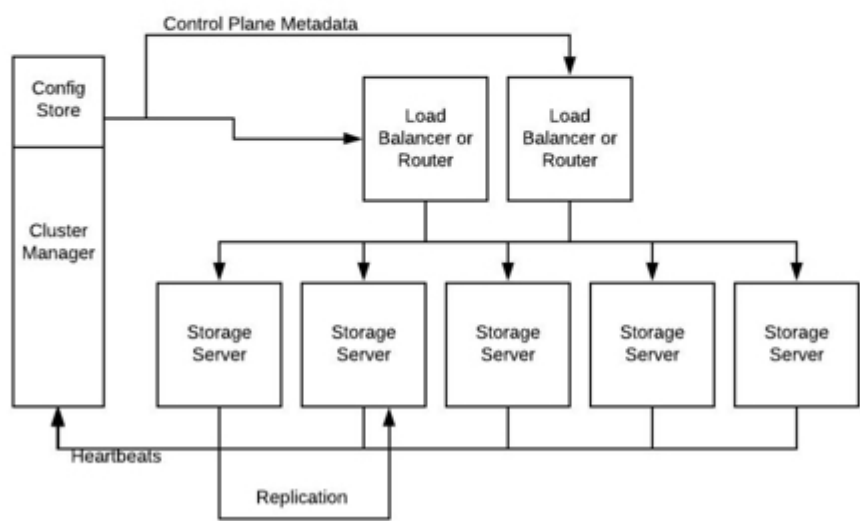 Control Plane Metadata
Config
Store
Load
Balancer or
Router
Load
Balancer or
Router
Cluster
Manager
Storage
Server
Storage
Server
Storage
Server
Storage
Server
Storage
Server
Heartbeats
Replication